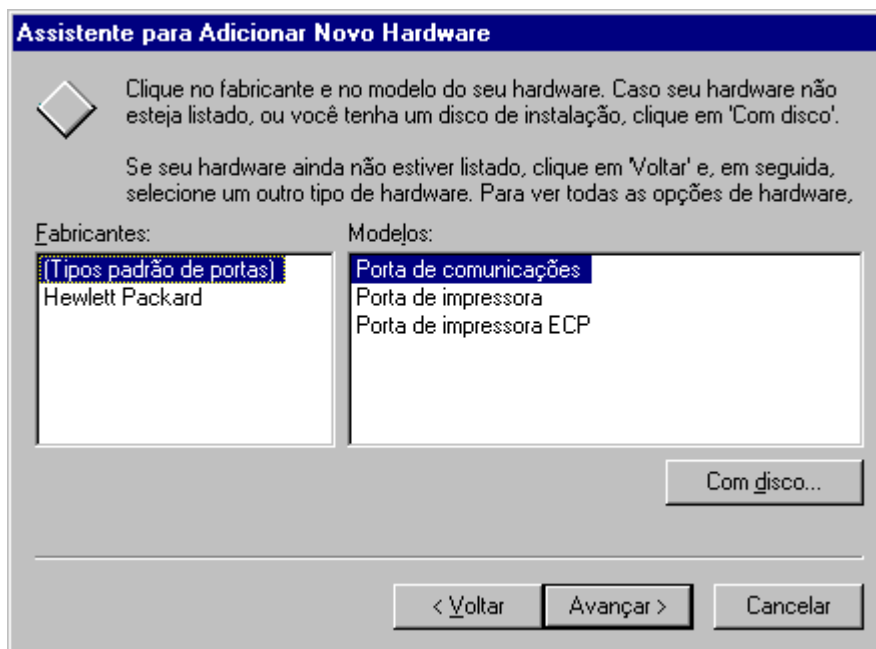 Assistente para Adicionar Novo Hardware
Clique no fabricante e no modelo do seu hardware. Caso seu hardware não
esteja listado, ou você tenha um disco de instalação, clique em 'Com disco'.
Se seu hardware ainda não estiver listado, clique em 'Voltar' e, em seguida,
selecione um outro tipo de hardware. Para ver todas as opções de hardware,
Fabricantes:
Modelos:
(Tipos padrão de portas)
Hewlett Packard
Porta de comunicações
Porta de impressora
Porta de impressora ECP
Com disco...
< Voltar
Avançar >
Cancelar